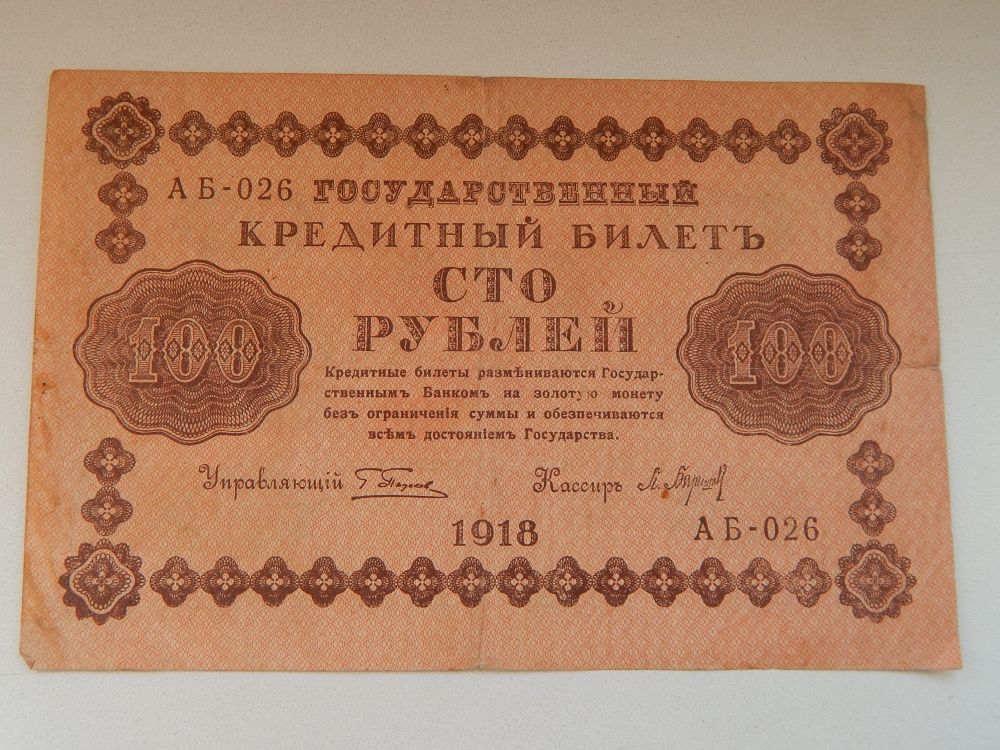 АБ-026 ГОСУДАРСТВЕННЫЙ
КРЕДИТНЫЙ БИЛЕТЪ
СТО
РУБЛЕЙ
100
100
Кредитные билеты размѣниваются Государ-
ственнымъ Банкомъ на золотую монету
безъ ограниченія суммы и обезпечиваются
всѣмъ достояніемъ Государства.
Управляющій
Кассиръ
1918
АБ-026